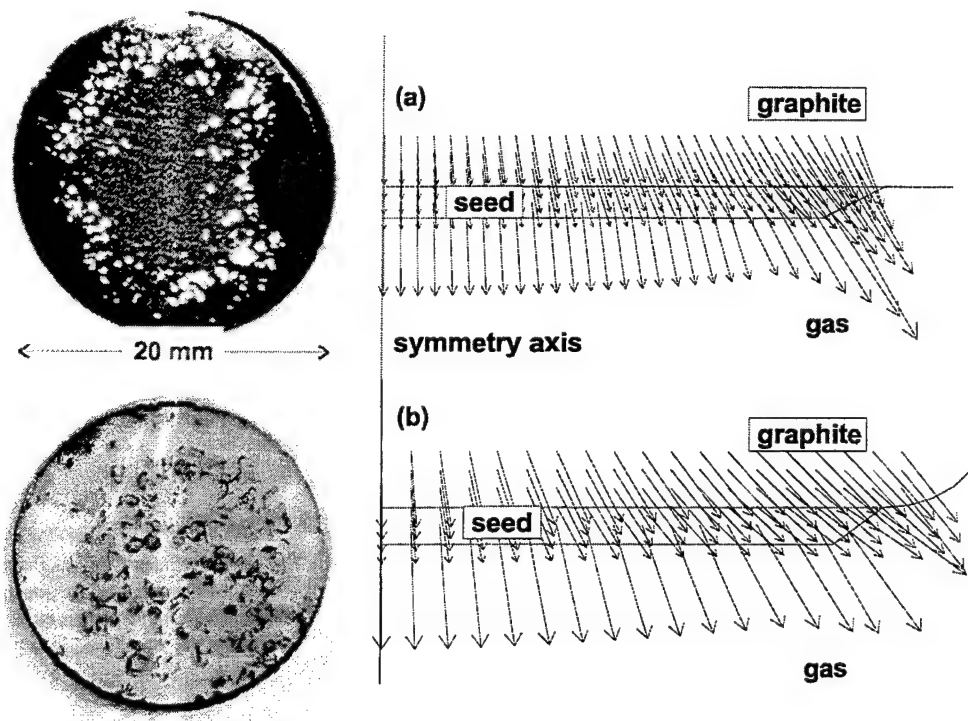 (a)
graphite
seed
gas
20 mm
symmetry axis
(b)
graphite
seed
gas